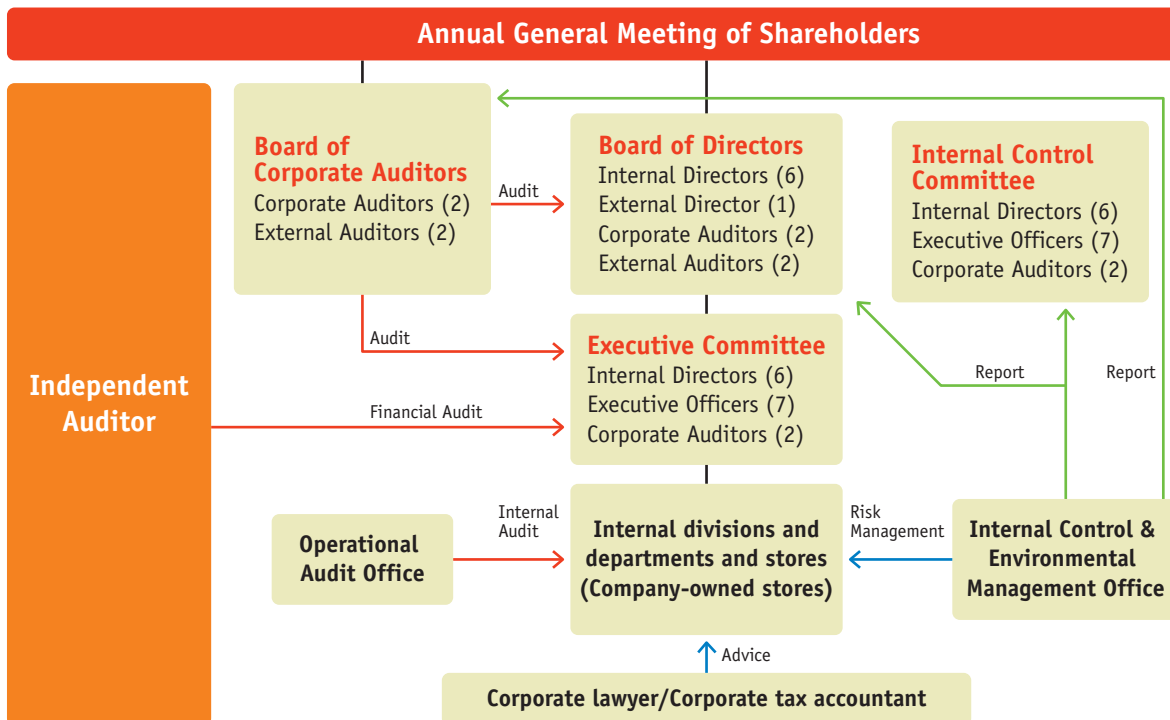 Annual General Meeting of Shareholders
Independent
Auditor
Board of
Corporate Auditors
Corporate Auditors (2)
External Auditors (2)
Audit
Board of Directors
Internal Directors (6)
External Director (1)
Corporate Auditors (2)
External Auditors (2)
Internal Control
Committee
Internal Directors (6)
Executive Officers (7)
Corporate Auditors (2)
Audit
Executive Committee
Internal Directors (6)
Executive Officers (7)
Corporate Auditors (2)
Report
Report
Financial Audit
Operational
Audit Office
Internal
Audit
Internal divisions and
departments and stores
(Company-owned stores)
Risk
Management
Internal Control &
Environmental
Management Office
Advice
Corporate lawyer/Corporate tax accountant